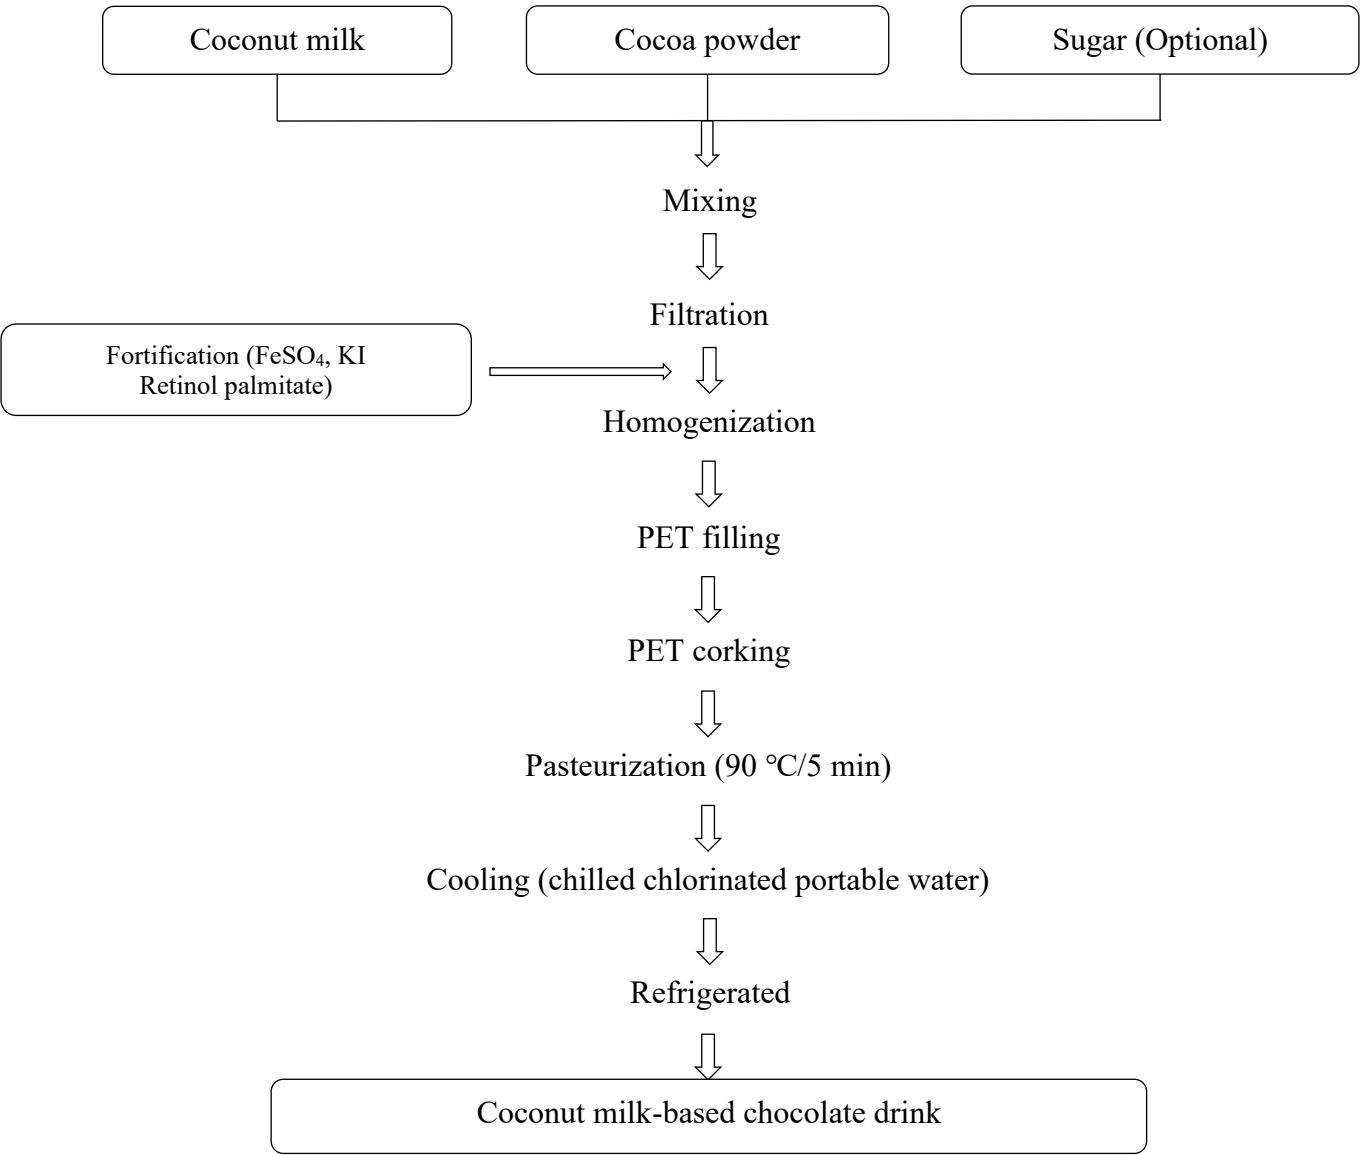 Coconut milk
Cocoa powder
Sugar (Optional)
Mixing
Filtration
Fortification (FeSO₄, KI
Retinol palmitate)
Homogenization
PET filling
PET corking
Pasteurization (90 ℃/5 min)
Cooling (chilled chlorinated portable water)
Refrigerated
Coconut milk-based chocolate drink